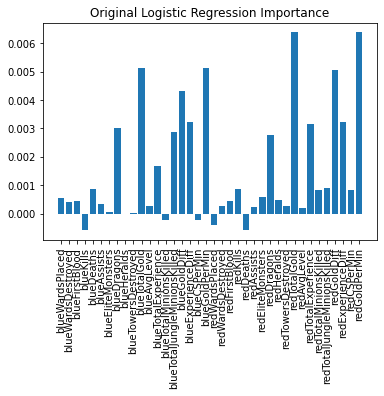 Original Logistic Regression Importance
0.006
0.005
0.004
0.003
0.002
0.001
0.000
blueWardsPlaced
blueWardsDestroyed
blueFirstBlood
blueKills
blueDeaths
blueAssists
blueEliteMonsters
blueDragons
blueHeralds
blueTowersDestroyed
blueTotalGold
blueAvgLevel
blueTotalExperience
blueTotalMinionsKilled
blueTotalJungleMinionsKilled
blueGoldDiff
blueExperienceDiff
blueCSPerMin
blueGoldPerMin
redWardsPlaced
redWardsDestroyed
redFirstBlood
redKills
redDeaths
redAssists
redEliteMonsters
redDragons
redHeralds
redTowersDestroyed
redTotalGold
redAvgLevel
redTotalExperience
redTotalMinionsKilled
redTotalJungleMinionsKilled
redGoldDiff
redExperienceDiff
redCSPerMin
redGoldPerMin